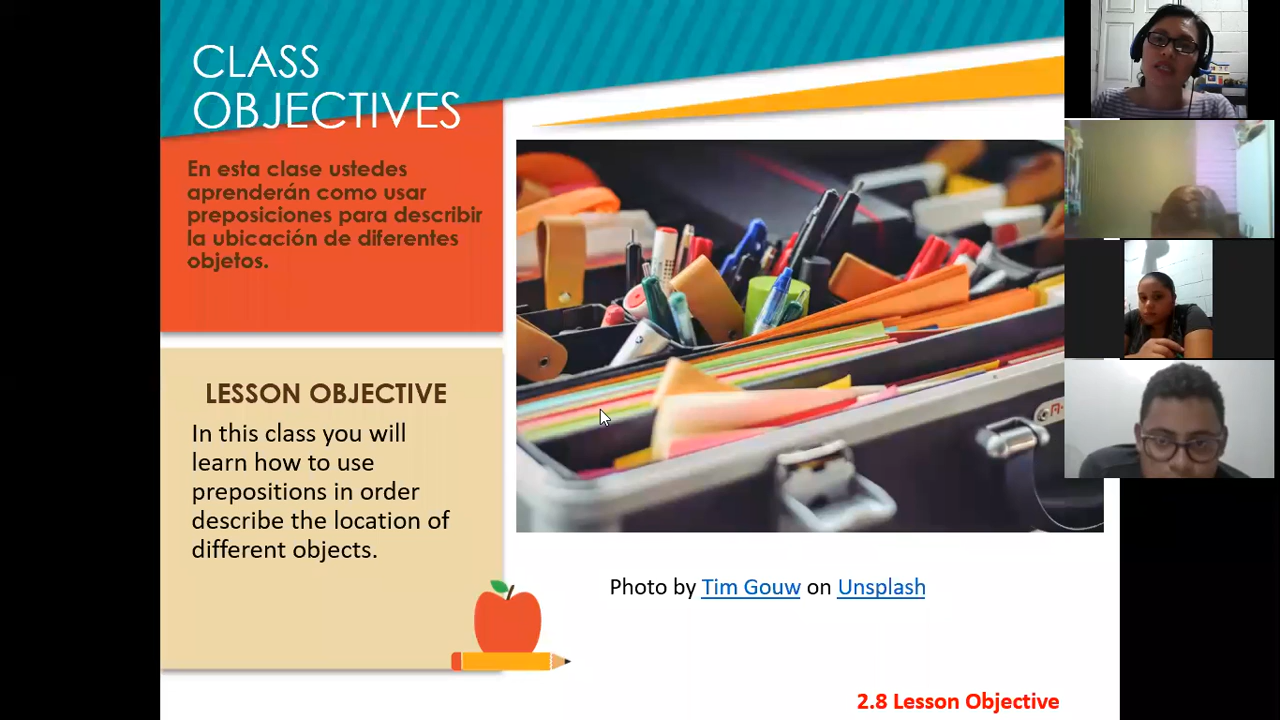 CLASS
OBJECTIVES
En esta clase ustedes
aprenderán como usar
preposiciones para describir
la ubicación de diferentes
objetos.
LESSON OBJECTIVE
In this class you will
learn how to use
prepositions in order
describe the location of
different objects.
Photo by Tim Gouw on Unsplash
2.8 Lesson Objective